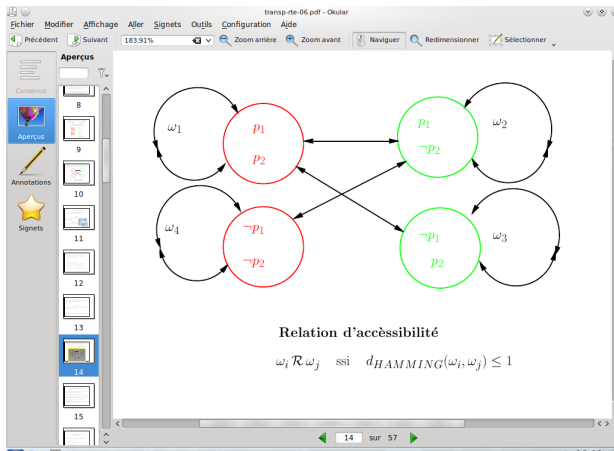 transp-rte-06.pdf - Okular
Fichier Modifier Affichage Aller Signets Outils Configuration Aide
Précédent Suivant 183,91% Zoom arrière Zoom avant Naviguer Redimensionner Sélectionner
Aperçus
Contenus
Aperçus
Annotations
Signets
8
9
10
11
12
13
14
15
ω₁
p₁
p₂
p₁
¬p₂
ω₂
ω₄
¬p₁
¬p₂
¬p₁
p₂
ω₃
Relation d'accèssibilité
ωᵢ R ωⱼ ssi d_HAMMING(ωᵢ, ωⱼ) ≤ 1
14 sur 57